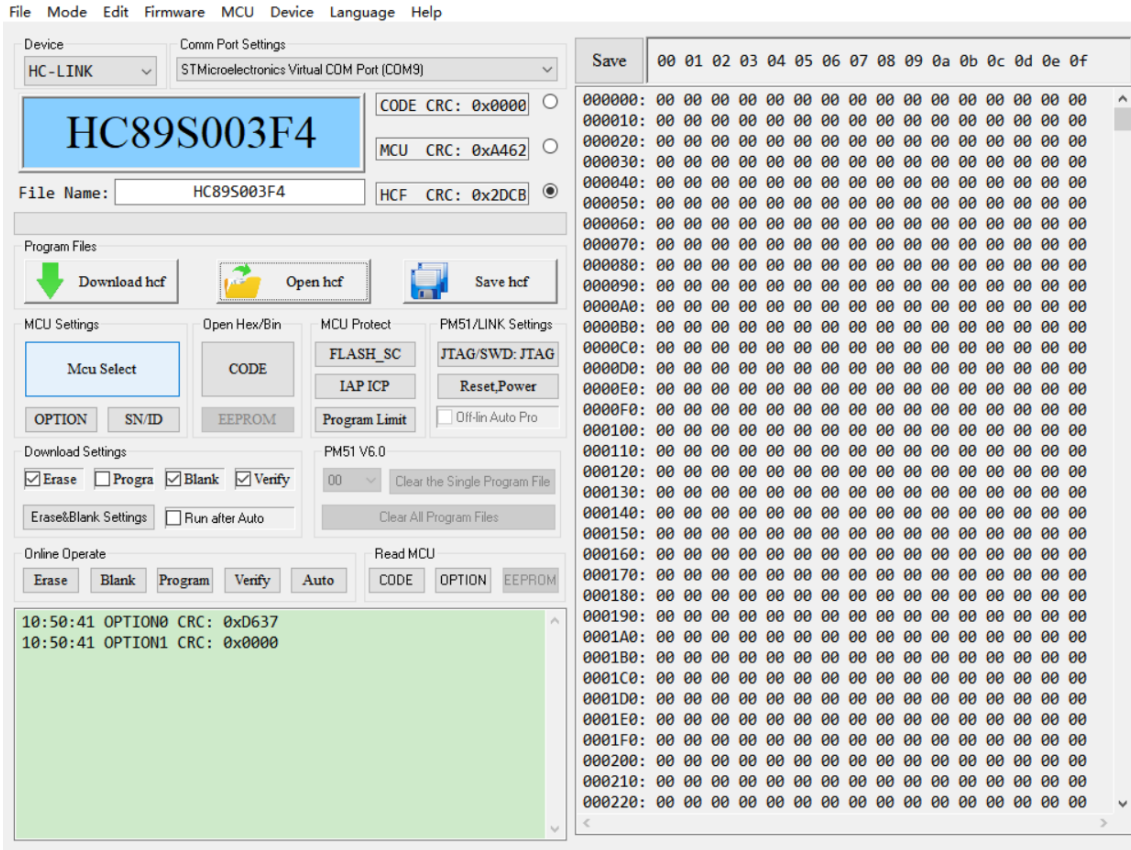 File Mode Edit Firmware MCU Device Language Help
Device
HC-LINK
Comm Port Settings
STMicroelectronics Virtual COM Port (COM9)
HC89S003F4
CODE CRC: 0x0000
MCU CRC: 0xA462
HCF CRC: 0x2DCB
File Name: HC89S003F4
Program Files
Download hcf
Open hcf
Save hcf
MCU Settings
Mcu Select
OPTION SN/ID
Open Hex/Bin
CODE
EEPROM
MCU Protect
FLASH_SC
IAP ICP
Program Limit
PM51/LINK Settings
JTAG/SWD: JTAG
Reset,Power
Off-lin Auto Pro
Download Settings
Erase Progra Blank Verify
Erase&Blank Settings Run after Auto
PM51 V6.0
00 Clear the Single Program File
Clear All Program Files
Online Operate
Erase Blank Program Verify Auto
Read MCU
CODE OPTION EEPROM
10:50:41 OPTION0 CRC: 0xD637
10:50:41 OPTION1 CRC: 0x0000
Save 00 01 02 03 04 05 06 07 08 09 0a 0b 0c 0d 0e 0f
000000: 00 00 00 00 00 00 00 00 00 00 00 00 00 00 00 00
000010: 00 00 00 00 00 00 00 00 00 00 00 00 00 00 00 00
000020: 00 00 00 00 00 00 00 00 00 00 00 00 00 00 00 00
000030: 00 00 00 00 00 00 00 00 00 00 00 00 00 00 00 00
000040: 00 00 00 00 00 00 00 00 00 00 00 00 00 00 00 00
000050: 00 00 00 00 00 00 00 00 00 00 00 00 00 00 00 00
000060: 00 00 00 00 00 00 00 00 00 00 00 00 00 00 00 00
000070: 00 00 00 00 00 00 00 00 00 00 00 00 00 00 00 00
000080: 00 00 00 00 00 00 00 00 00 00 00 00 00 00 00 00
000090: 00 00 00 00 00 00 00 00 00 00 00 00 00 00 00 00
0000A0: 00 00 00 00 00 00 00 00 00 00 00 00 00 00 00 00
0000B0: 00 00 00 00 00 00 00 00 00 00 00 00 00 00 00 00
0000C0: 00 00 00 00 00 00 00 00 00 00 00 00 00 00 00 00
0000D0: 00 00 00 00 00 00 00 00 00 00 00 00 00 00 00 00
0000E0: 00 00 00 00 00 00 00 00 00 00 00 00 00 00 00 00
0000F0: 00 00 00 00 00 00 00 00 00 00 00 00 00 00 00 00
000100: 00 00 00 00 00 00 00 00 00 00 00 00 00 00 00 00
000110: 00 00 00 00 00 00 00 00 00 00 00 00 00 00 00 00
000120: 00 00 00 00 00 00 00 00 00 00 00 00 00 00 00 00
000130: 00 00 00 00 00 00 00 00 00 00 00 00 00 00 00 00
000140: 00 00 00 00 00 00 00 00 00 00 00 00 00 00 00 00
000150: 00 00 00 00 00 00 00 00 00 00 00 00 00 00 00 00
000160: 00 00 00 00 00 00 00 00 00 00 00 00 00 00 00 00
000170: 00 00 00 00 00 00 00 00 00 00 00 00 00 00 00 00
000180: 00 00 00 00 00 00 00 00 00 00 00 00 00 00 00 00
000190: 00 00 00 00 00 00 00 00 00 00 00 00 00 00 00 00
0001A0: 00 00 00 00 00 00 00 00 00 00 00 00 00 00 00 00
0001B0: 00 00 00 00 00 00 00 00 00 00 00 00 00 00 00 00
0001C0: 00 00 00 00 00 00 00 00 00 00 00 00 00 00 00 00
0001D0: 00 00 00 00 00 00 00 00 00 00 00 00 00 00 00 00
0001E0: 00 00 00 00 00 00 00 00 00 00 00 00 00 00 00 00
0001F0: 00 00 00 00 00 00 00 00 00 00 00 00 00 00 00 00
000200: 00 00 00 00 00 00 00 00 00 00 00 00 00 00 00 00
000210: 00 00 00 00 00 00 00 00 00 00 00 00 00 00 00 00
000220: 00 00 00 00 00 00 00 00 00 00 00 00 00 00 00 00